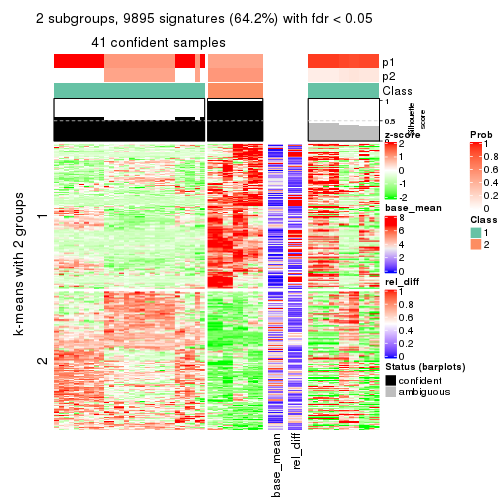 2 subgroups, 9895 signatures (64.2%) with fdr < 0.05
41 confident samples
p1
p2
Class
1
0.5
0
Silhouette
score
k-means with 2 groups
1
2
base_mean
rel_diff
z-score
2
1
0
-1
-2
base_mean
8
6
4
2
0
rel_diff
1
0.8
0.6
0.4
0.2
0
Status (barplots)
confident
ambiguous
Prob
1
0.8
0.6
0.4
0.2
0
Class
1
2